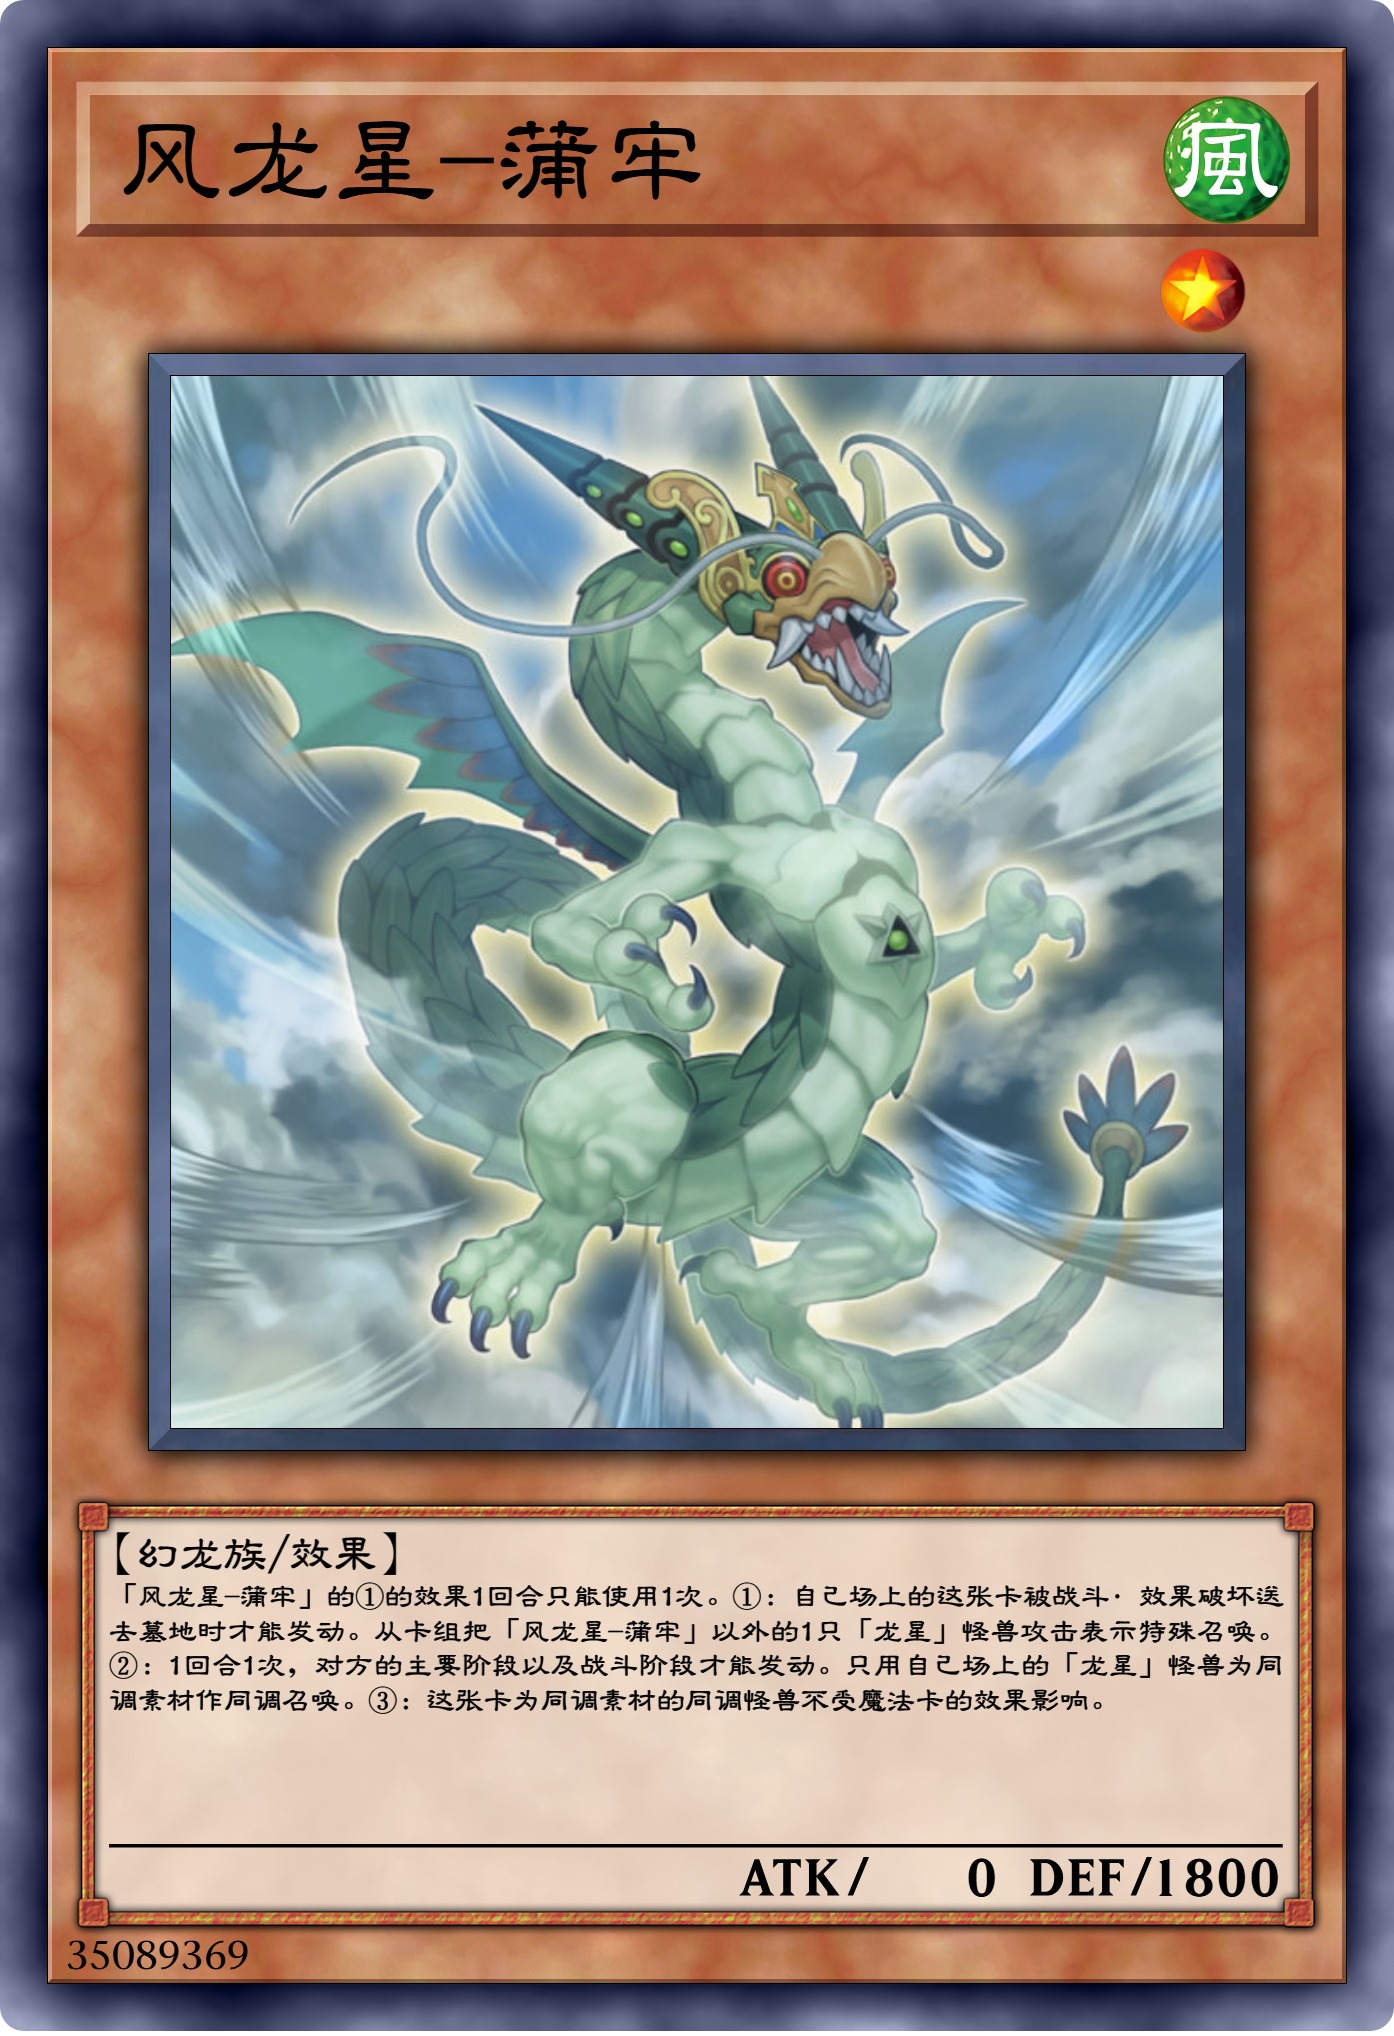 风龙星－蒲牢
風
【幻龙族/效果】
「风龙星－蒲牢」的①的效果1回合只能使用1次。①：自己场上的这张卡被战斗·效果破坏送
去墓地时才能发动。从卡组把「风龙星－蒲牢」以外的1只「龙星」怪兽攻击表示特殊召唤。
②：1回合1次，对方的主要阶段以及战斗阶段才能发动。只用自己场上的「龙星」怪兽为同
调素材作同调召唤。③：这张卡为同调素材的同调怪兽不受魔法卡的效果影响。
ATK/ 0 DEF/1800
35089369